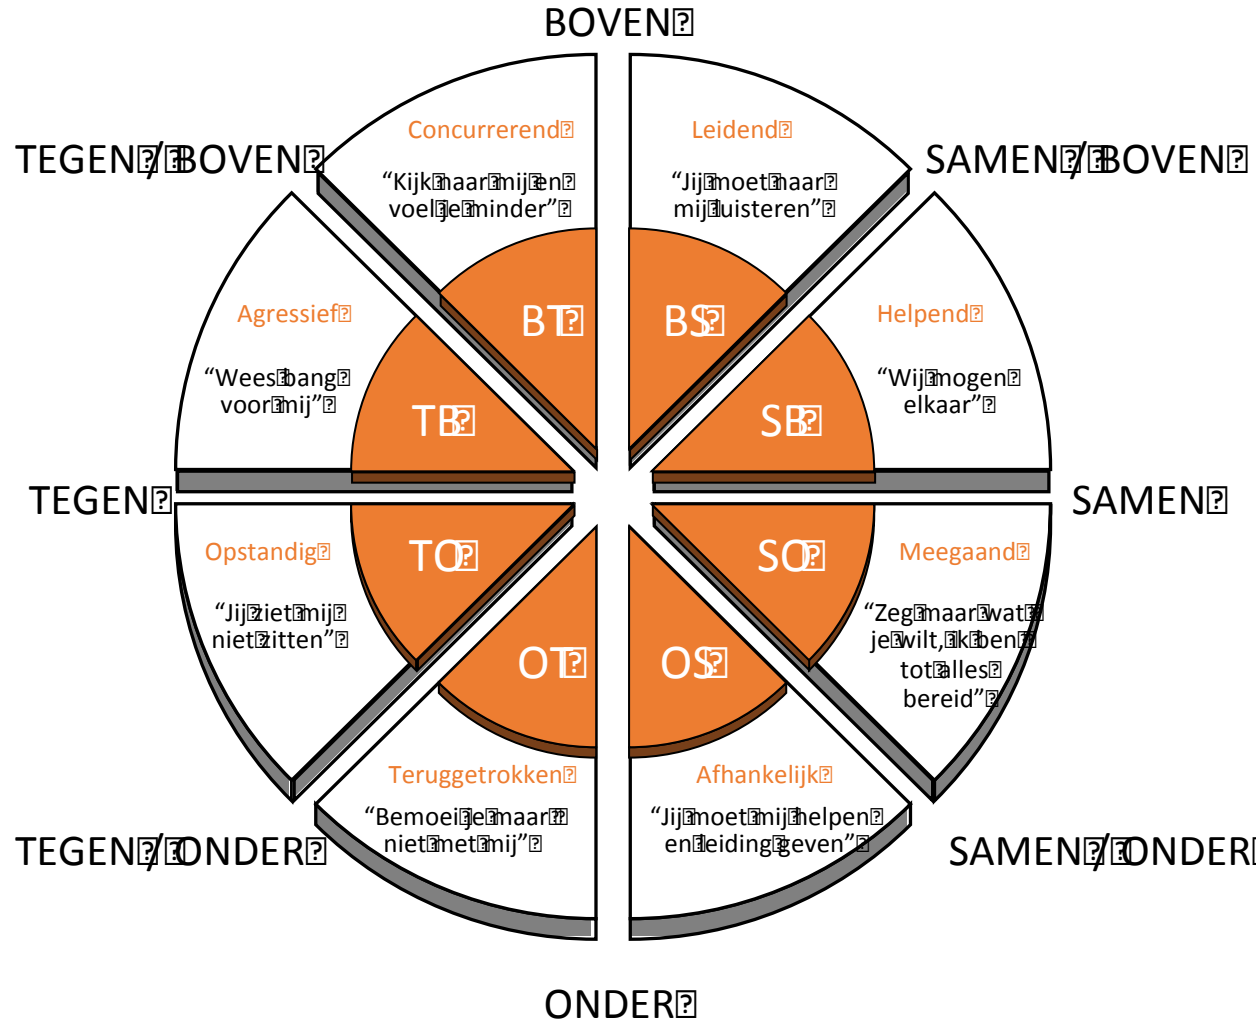 BOVEN
TEGEN / BOVEN
SAMEN / BOVEN
Concurrerend
“Kijk naar mij en
voel je minder”
Leidend
“Jij moet naar
mij luisteren”
BT
BS
Agressief
“Wees bang
voor mij”
Helpend
“Wij mogen
elkaar”
TB
SB
TEGEN
SAMEN
Opstandig
“Jij ziet mij
niet zitten”
TO
SO
Meegaand
“Zeg maar wat
je wilt, ik ben
tot alles
bereid”
OT
OS
Teruggetrokken
“Bemoei je maar
niet met mij”
Afhankelijk
“Jij moet mij helpen
en leiding geven”
TEGEN / ONDER
SAMEN / ONDER
ONDER